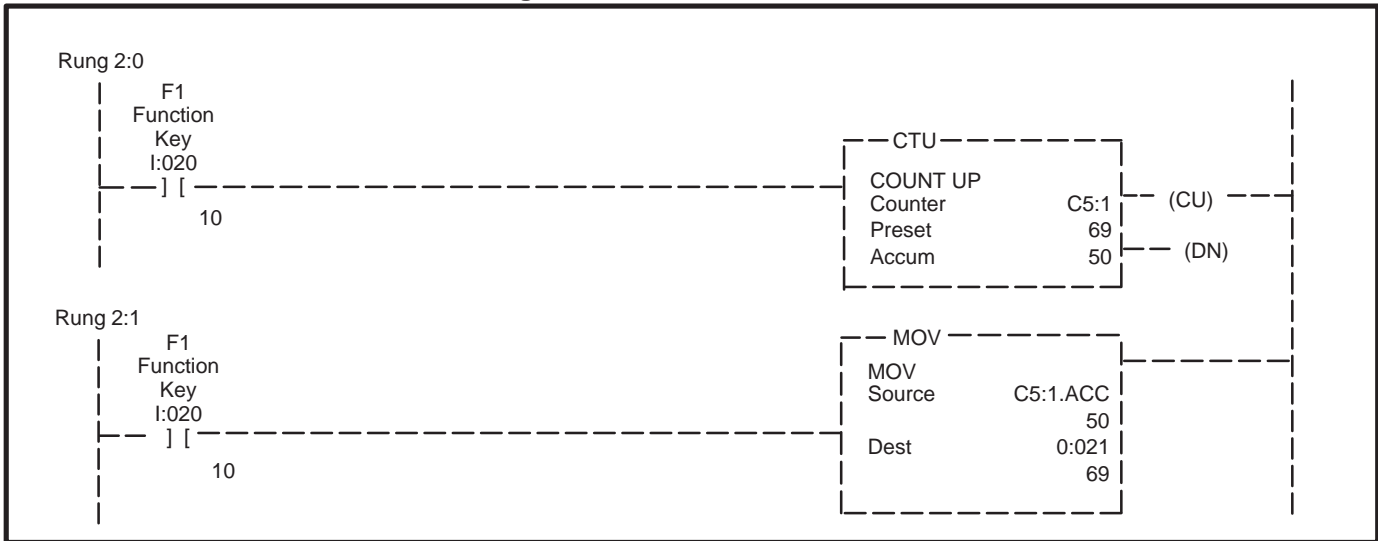 Rung 2:0
F1
Function
Key
I:020
] [
10
CTU
COUNT UP
Counter C5:1
Preset 69
Accum 50
(CU)
(DN)
Rung 2:1
F1
Function
Key
I:020
] [
10
MOV
MOV
Source C5:1.ACC
50
Dest 0:021
69